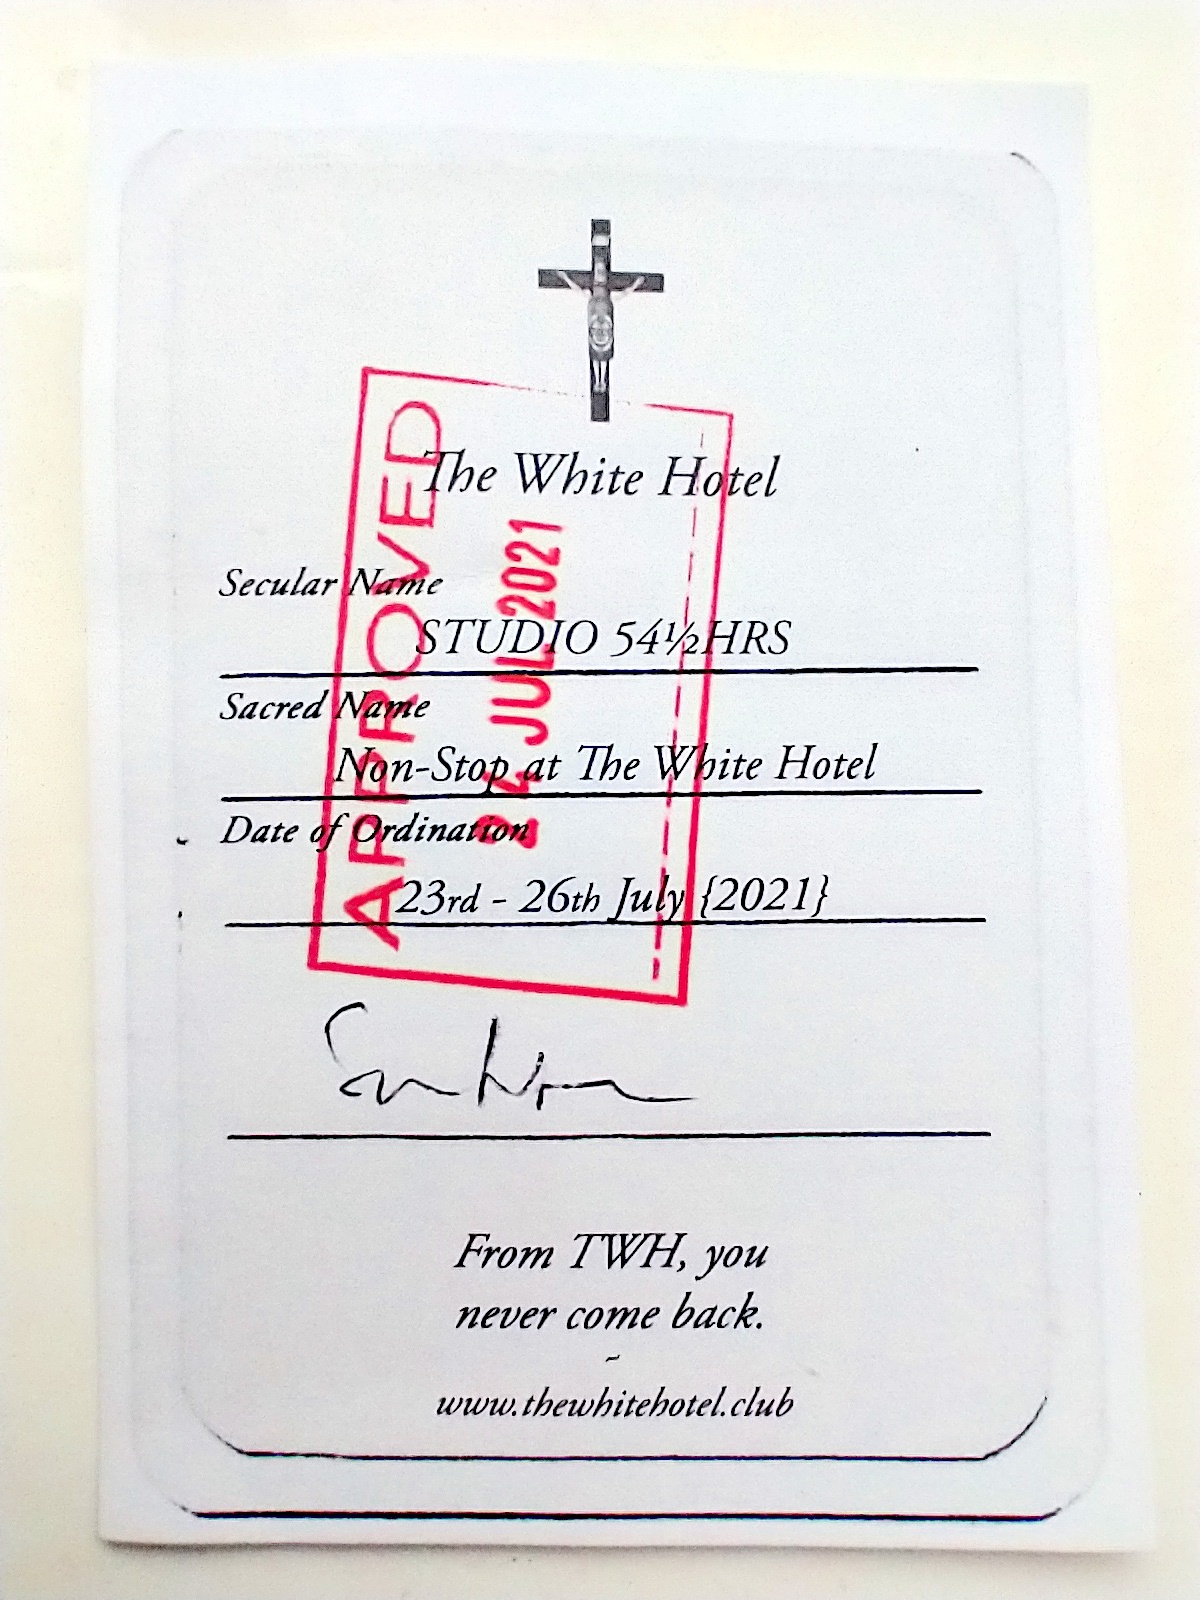 The White Hotel
Secular Name
STUDIO 54½HRS
Sacred Name
Non-Stop at The White Hotel
Date of Ordination
23rd - 26th July {2021}
APPROVED
24 JUL 2021
From TWH, you
never come back.
~
www.thewhitehotel.club